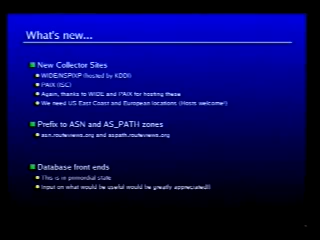 What's new...
New Collector Sites
WIDE/NSPIXP (hosted by KDDI)
PAIX (ISC)
Again, thanks to WIDE and PAIX for hosting these
We need US East Coast and European locations (Hosts welcome!)
Prefix to ASN and AS_PATH zones
asn.routeviews.org and aspath.routeviews.org
Database front ends
This is in primordial state
Input on what would be useful would be greatly appreciated!!